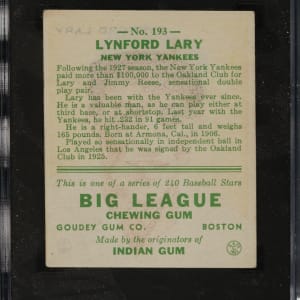 —No. 193—
LYNFORD LARY
NEW YORK YANKEES
Following the 1927 season, the New York Yankees
paid more than $100,000 to the Oakland Club for
Lary and Jimmy Reese, sensational double
play pair.
Lary has been with the Yankees ever since.
He is a valuable man, as he can play either at
third base, or at shortstop. Last year with the
Yankees, he hit .232 in 91 games.
He is a right-hander, 6 feet tall and weighs
165 pounds. Born at Armona, Cal., in 1906.
Played so sensationally in independent ball in
Los Angeles that he was signed by the Oakland
Club in 1925.
This is one of a series of 240 Baseball Stars
BIG LEAGUE
CHEWING GUM
GOUDEY GUM CO. BOSTON
Made by the originators of
INDIAN GUM